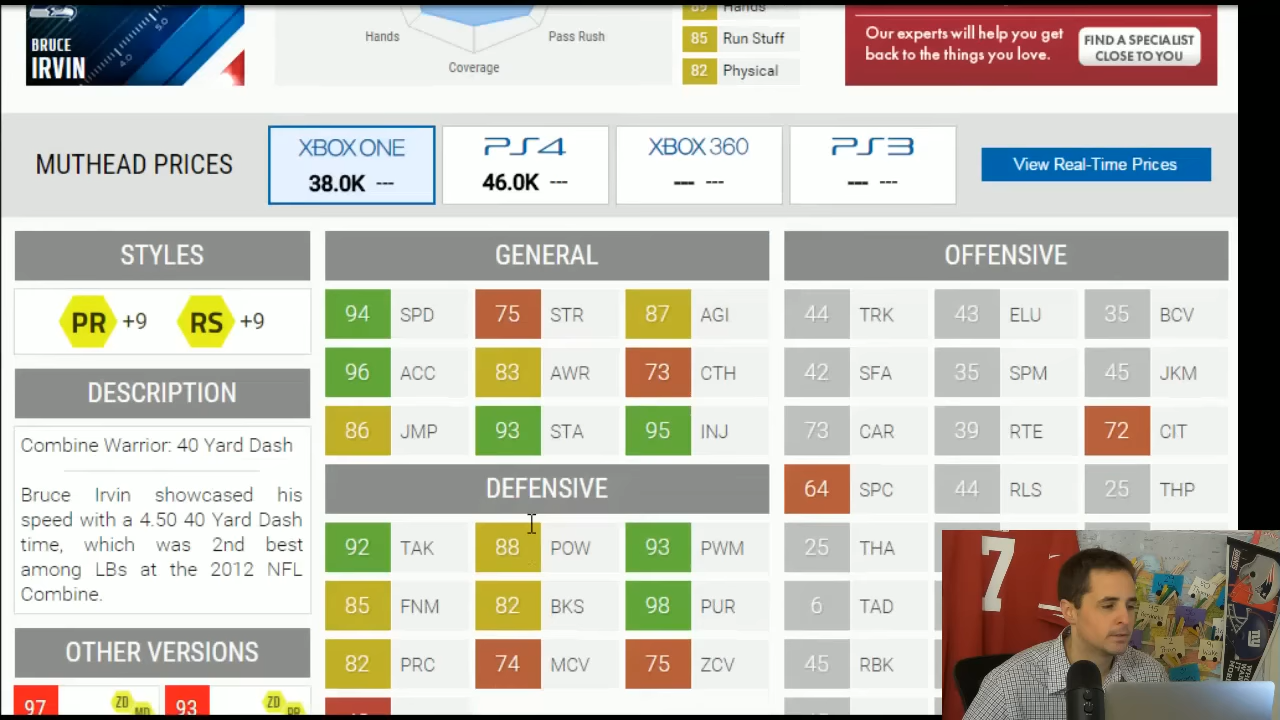 BRUCE
IRVIN
Hands
Pass Rush
Coverage
89 Hands
85 Run Stuff
82 Physical
Our experts will help you get
back to the things you love.
FIND A SPECIALIST
CLOSE TO YOU
MUTHEAD PRICES
XBOX ONE
38.0K ---
PS4
46.0K ---
XBOX 360
--- ---
PS3
--- ---
View Real-Time Prices
STYLES
PR +9 RS +9
DESCRIPTION
Combine Warrior: 40 Yard Dash
Bruce Irvin showcased his
speed with a 4.50 40 Yard Dash
time, which was 2nd best
among LBs at the 2012 NFL
Combine.
OTHER VERSIONS
97 ZD MD 93 ZD PR
GENERAL
94 SPD 75 STR 87 AGI
96 ACC 83 AWR 73 CTH
86 JMP 93 STA 95 INJ
DEFENSIVE
92 TAK 88 POW 93 PWM
85 FNM 82 BKS 98 PUR
82 PRC 74 MCV 75 ZCV
OFFENSIVE
44 TRK 43 ELU 35 BCV
42 SFA 35 SPM 45 JKM
73 CAR 39 RTE 72 CIT
64 SPC 44 RLS 25 THP
25 THA
6 TAD
45 RBK
7